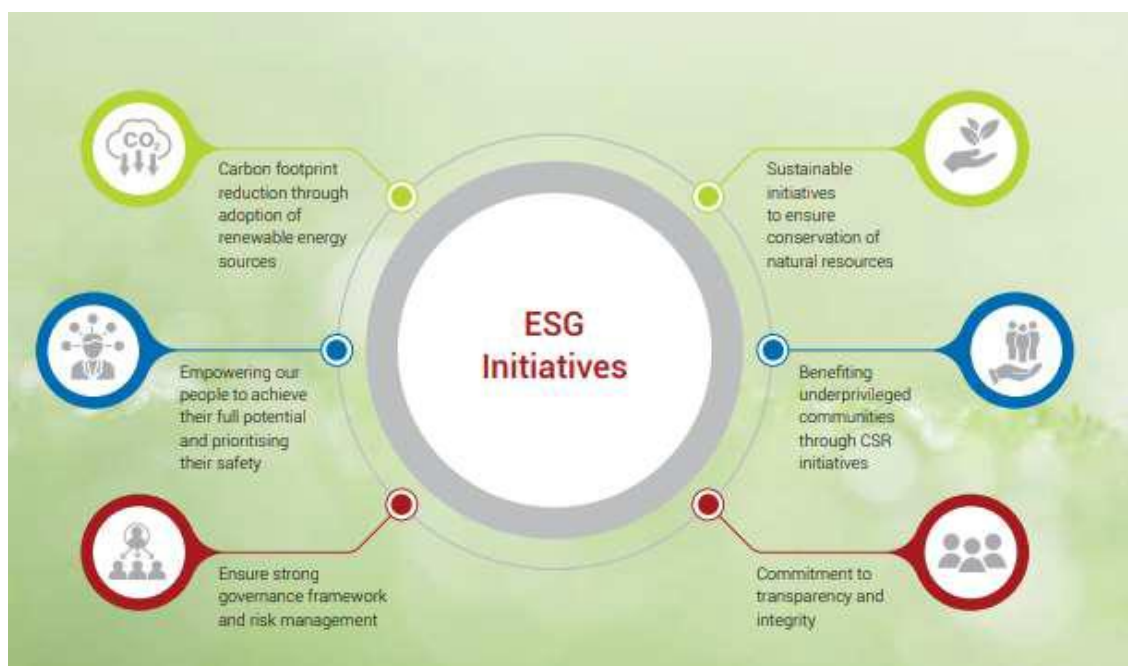 CO2
Carbon footprint
reduction through
adoption of
renewable energy
sources
Sustainable
initiatives
to ensure
conservation of
natural resources
ESG
Initiatives
Empowering our
people to achieve
their full potential
and prioritising
their safety
Benefiting
underprivileged
communities
through CSR
initiatives
Ensure strong
governance framework
and risk management
Commitment to
transparency and
integrity